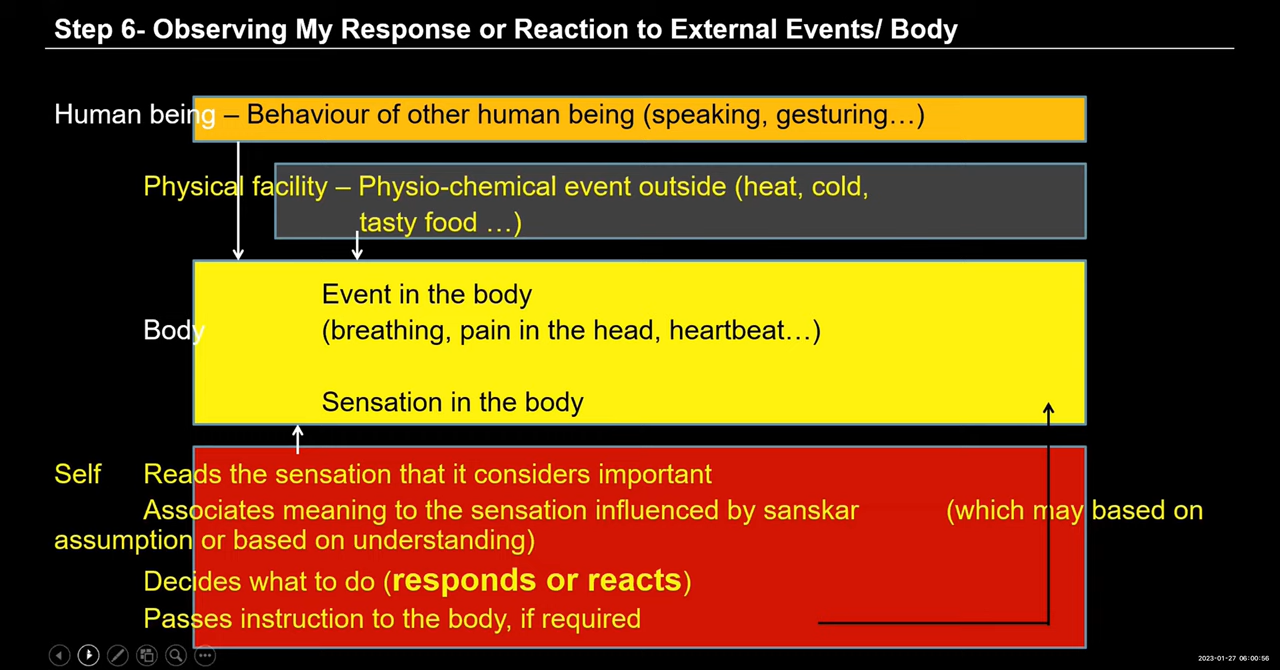 Step 6- Observing My Response or Reaction to External Events/ Body
Human being – Behaviour of other human being (speaking, gesturing…)
Physical facility – Physio-chemical event outside (heat, cold,
tasty food …)
Event in the body
Body (breathing, pain in the head, heartbeat…)
Sensation in the body
Self Reads the sensation that it considers important
Associates meaning to the sensation influenced by sanskar (which may based on
assumption or based on understanding)
Decides what to do (responds or reacts)
Passes instruction to the body, if required
2023-01-27 06:00:56